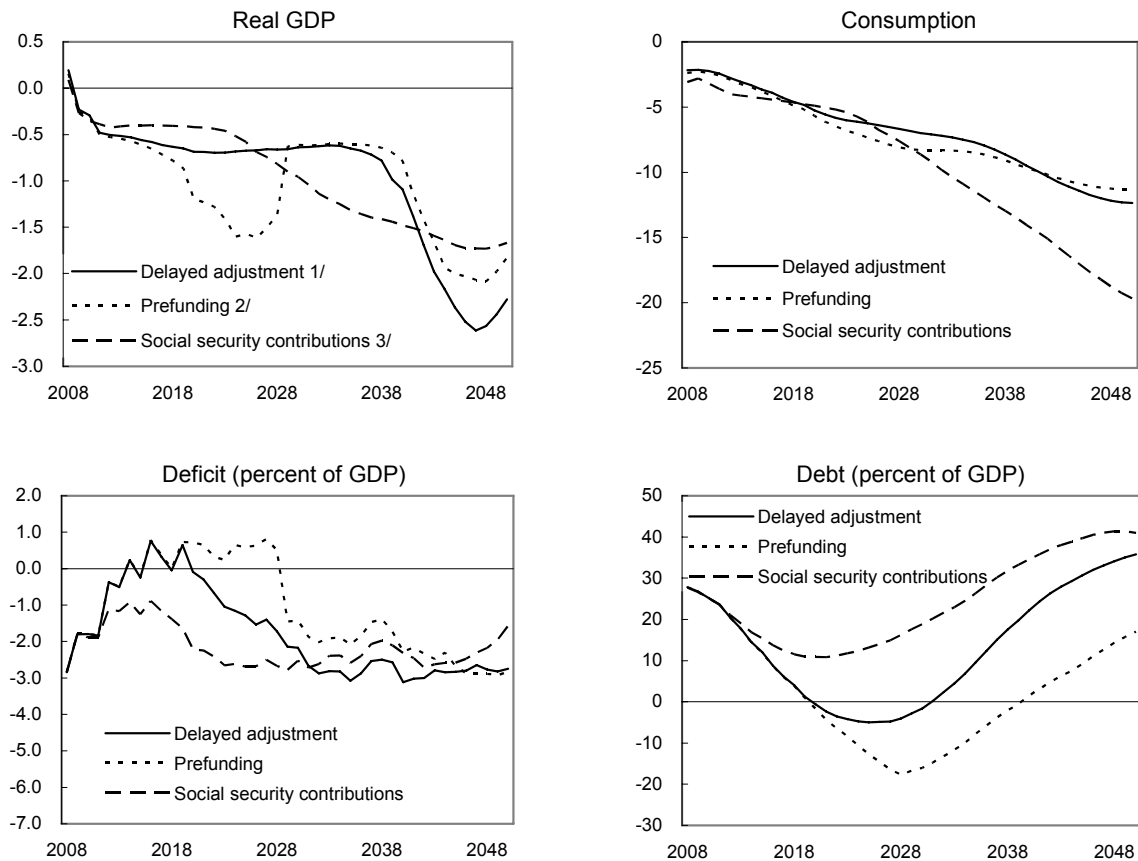 Real GDP
0.5
0.0
-0.5
-1.0
-1.5
-2.0
-2.5
-3.0
Delayed adjustment 1/
Prefunding 2/
Social security contributions 3/
2008 2018 2028 2038 2048
Consumption
0
-5
-10
-15
-20
-25
Delayed adjustment
Prefunding
Social security contributions
2008 2018 2028 2038 2048
Deficit (percent of GDP)
2.0
1.0
0.0
-1.0
-2.0
-3.0
-4.0
-5.0
-6.0
-7.0
Delayed adjustment
Prefunding
Social security contributions
2008 2018 2028 2038 2048
Debt (percent of GDP)
50
40
30
20
10
0
-10
-20
-30
Delayed adjustment
Prefunding
Social security contributions
2008 2018 2028 2038 2048